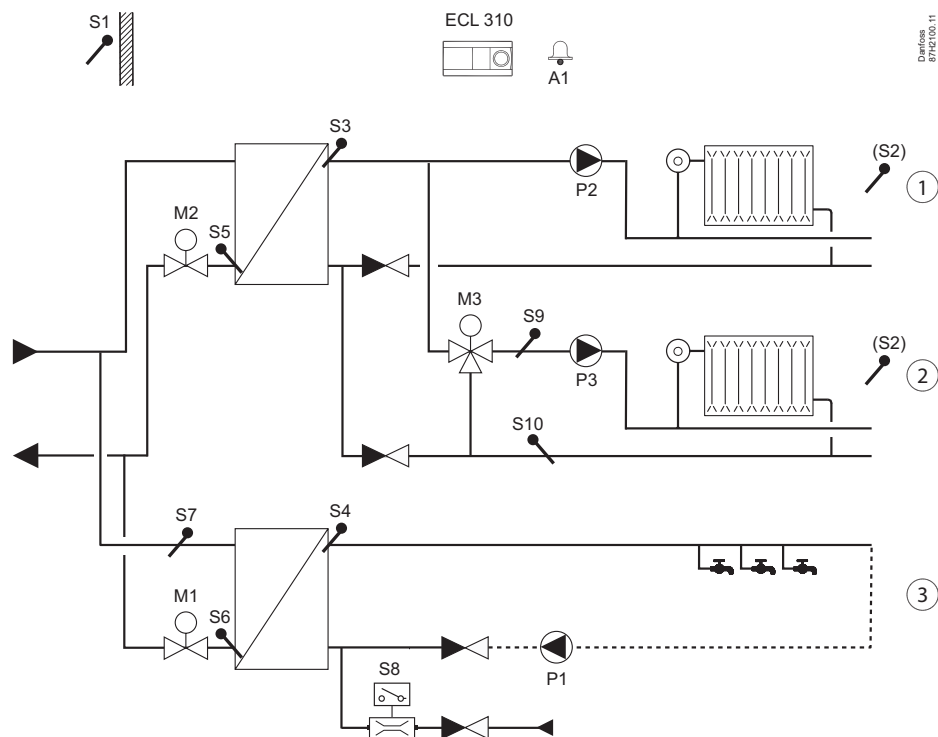 S1
ECL 310
A1
Danfoss
87H2100.11
S3
P2
(S2)
1
M2
S5
M3
S9
P3
(S2)
2
S10
S7
S4
M1
S6
3
S8
P1